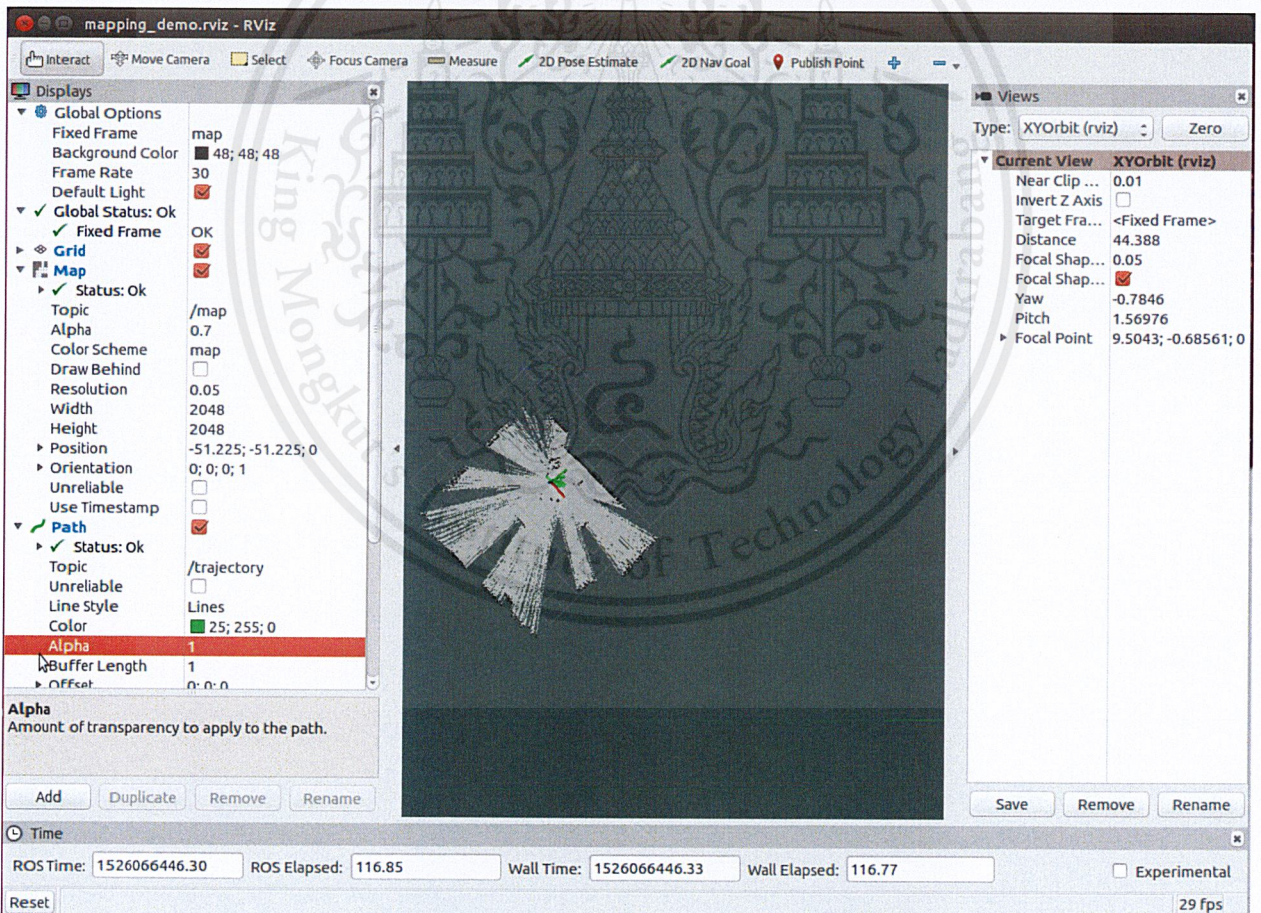 mapping_demo.rviz - RViz
Interact Move Camera Select Focus Camera Measure 2D Pose Estimate 2D Nav Goal Publish Point
Displays
Global Options
Fixed Frame map
Background Color 48; 48; 48
Frame Rate 30
Default Light
Global Status: Ok
Fixed Frame OK
Grid
Map
Status: Ok
Topic /map
Alpha 0.7
Color Scheme map
Draw Behind
Resolution 0.05
Width 2048
Height 2048
Position -51.225; -51.225; 0
Orientation 0; 0; 0; 1
Unreliable
Use Timestamp
Path
Status: Ok
Topic /trajectory
Unreliable
Line Style Lines
Color 25; 255; 0
Alpha 1
Buffer Length 1
Offset 0; 0; 0
Alpha
Amount of transparency to apply to the path.
Add Duplicate Remove Rename
King Mongkut's of Technology Ladkrabang
Views
Type: XYOrbit (rviz) Zero
Current View XYOrbit (rviz)
Near Clip ... 0.01
Invert Z Axis
Target Fra... <Fixed Frame>
Distance 44.388
Focal Shap... 0.05
Focal Shap...
Yaw -0.7846
Pitch 1.56976
Focal Point 9.5043; -0.68561; 0
Save Remove Rename
Time
ROS Time: 1526066446.30 ROS Elapsed: 116.85 Wall Time: 1526066446.33 Wall Elapsed: 116.77 Experimental
Reset 29 fps